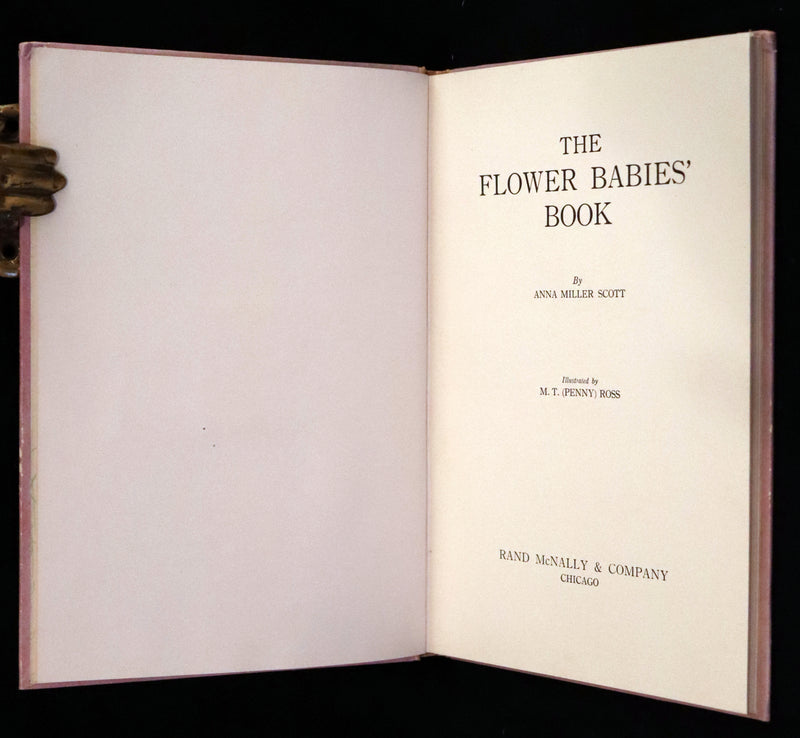 THE
FLOWER BABIES'
BOOK
By
ANNA MILLER SCOTT
Illustrated by
M. T. (PENNY) ROSS
RAND McNALLY & COMPANY
CHICAGO